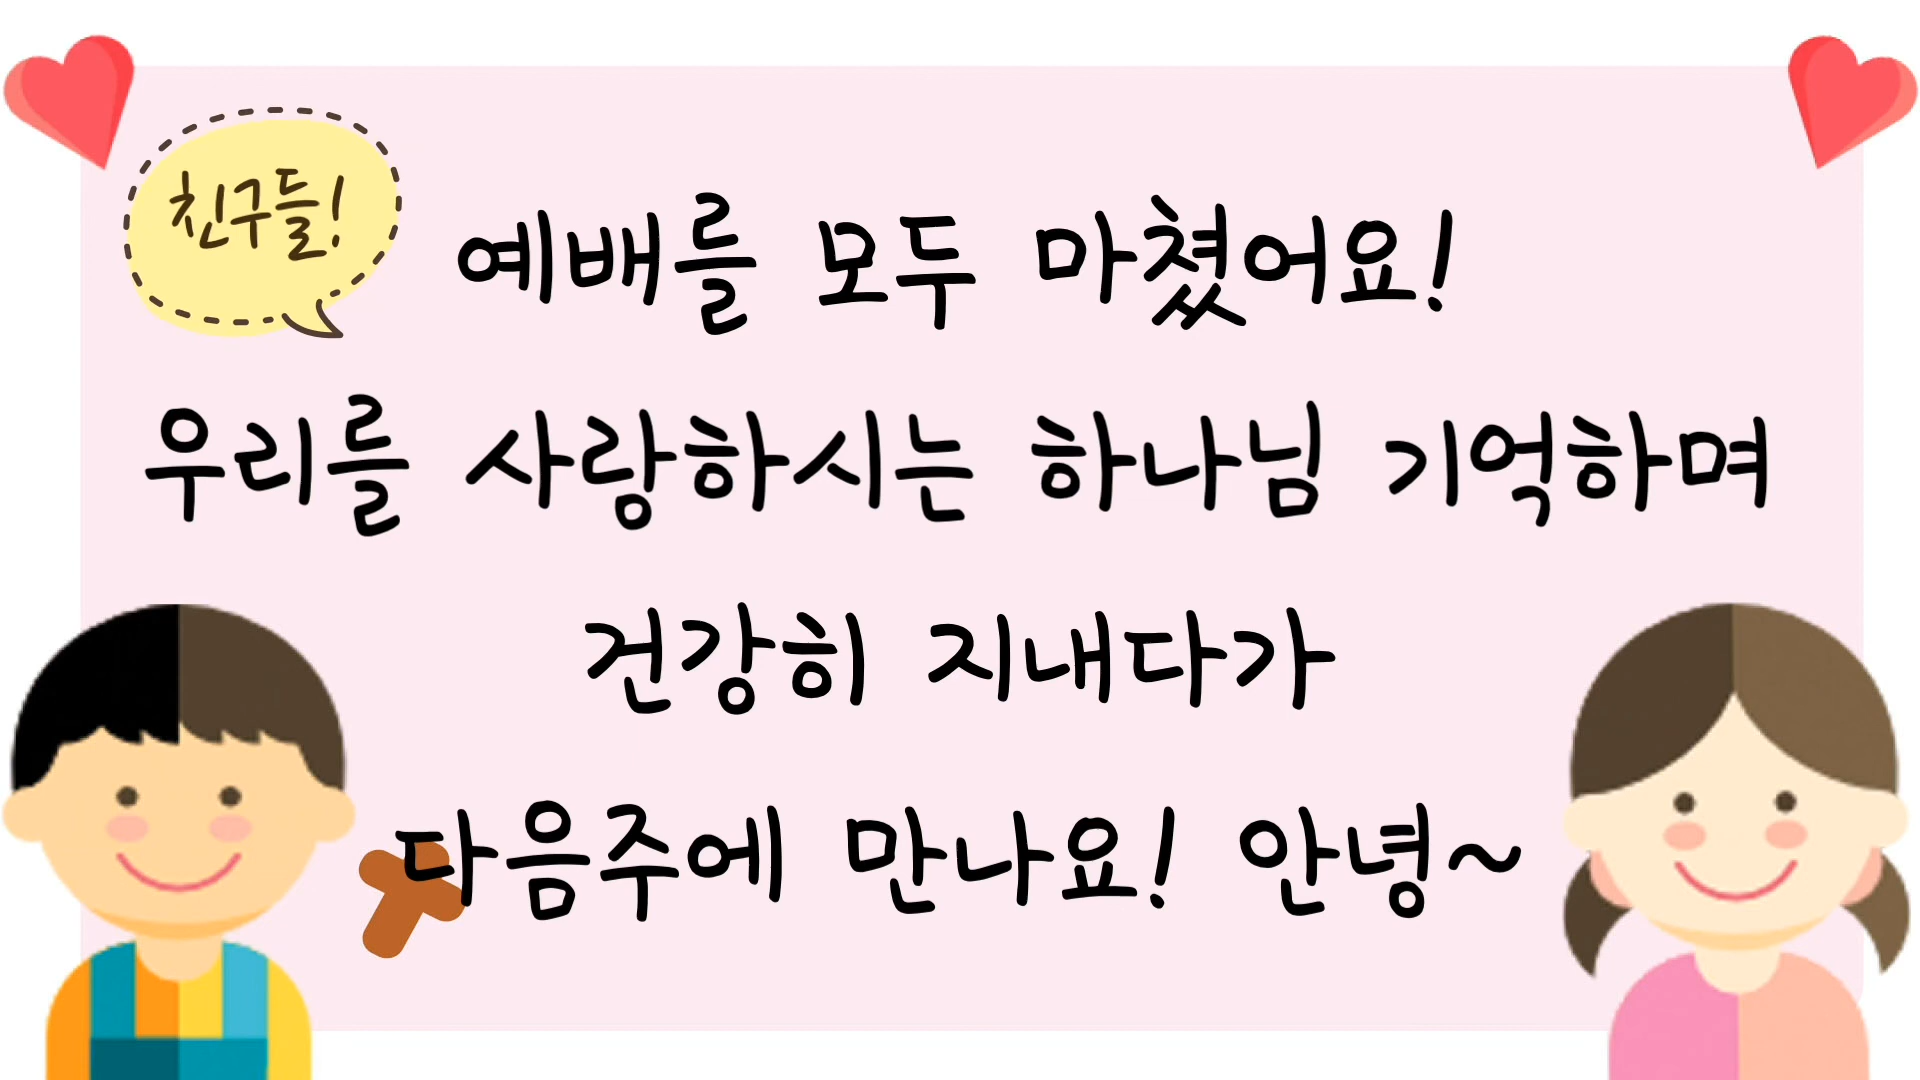 친구들!
예배를 모두 마쳤어요!
우리를 사랑하시는 하나님 기억하며
건강히 지내다가
다음주에 만나요! 안녕~